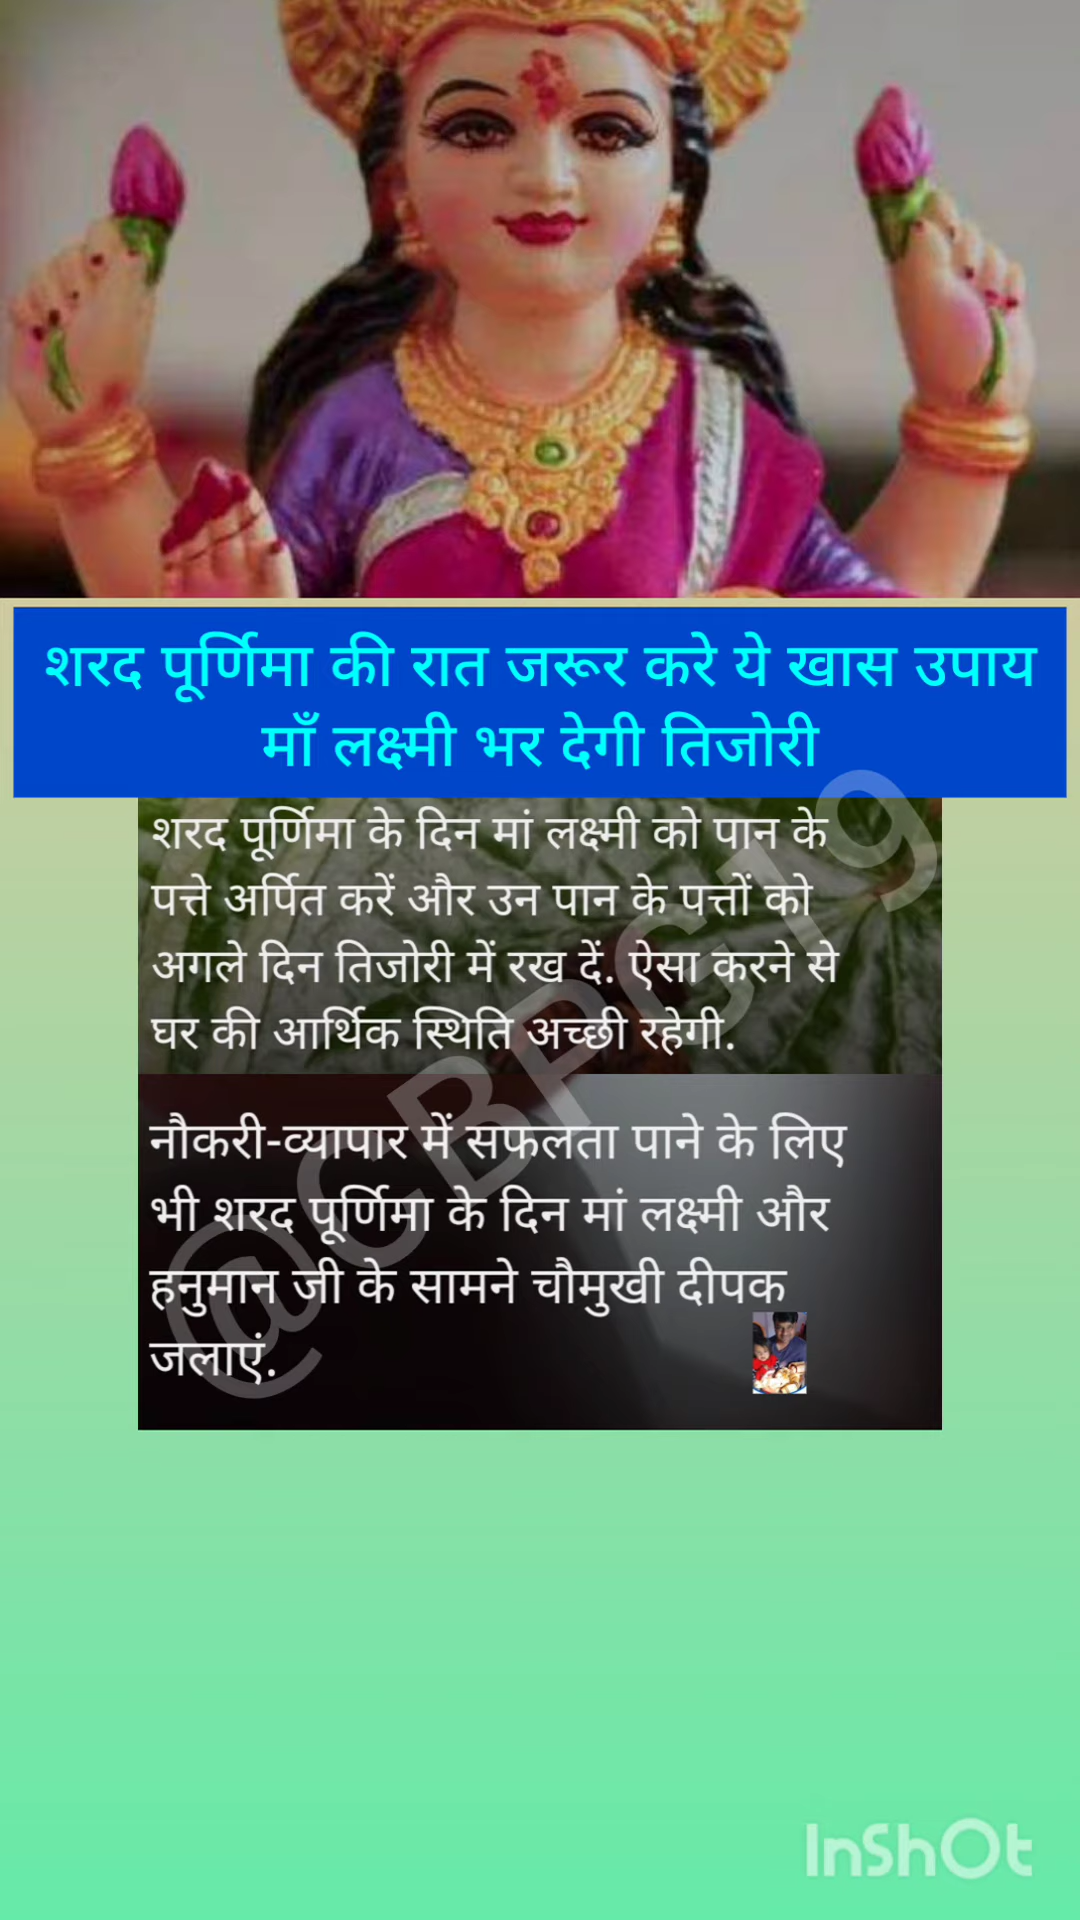 शरद पूर्णिमा की रात जरूर करे ये खास उपाय
माँ लक्ष्मी भर देगी तिजोरी
शरद पूर्णिमा के दिन मां लक्ष्मी को पान के
पत्ते अर्पित करें और उन पान के पत्तों को
अगले दिन तिजोरी में रख दें. ऐसा करने से
घर की आर्थिक स्थिति अच्छी रहेगी.
नौकरी-व्यापार में सफलता पाने के लिए
भी शरद पूर्णिमा के दिन मां लक्ष्मी और
हनुमान जी के सामने चौमुखी दीपक
जलाएं.
@CBPG19
InShOt